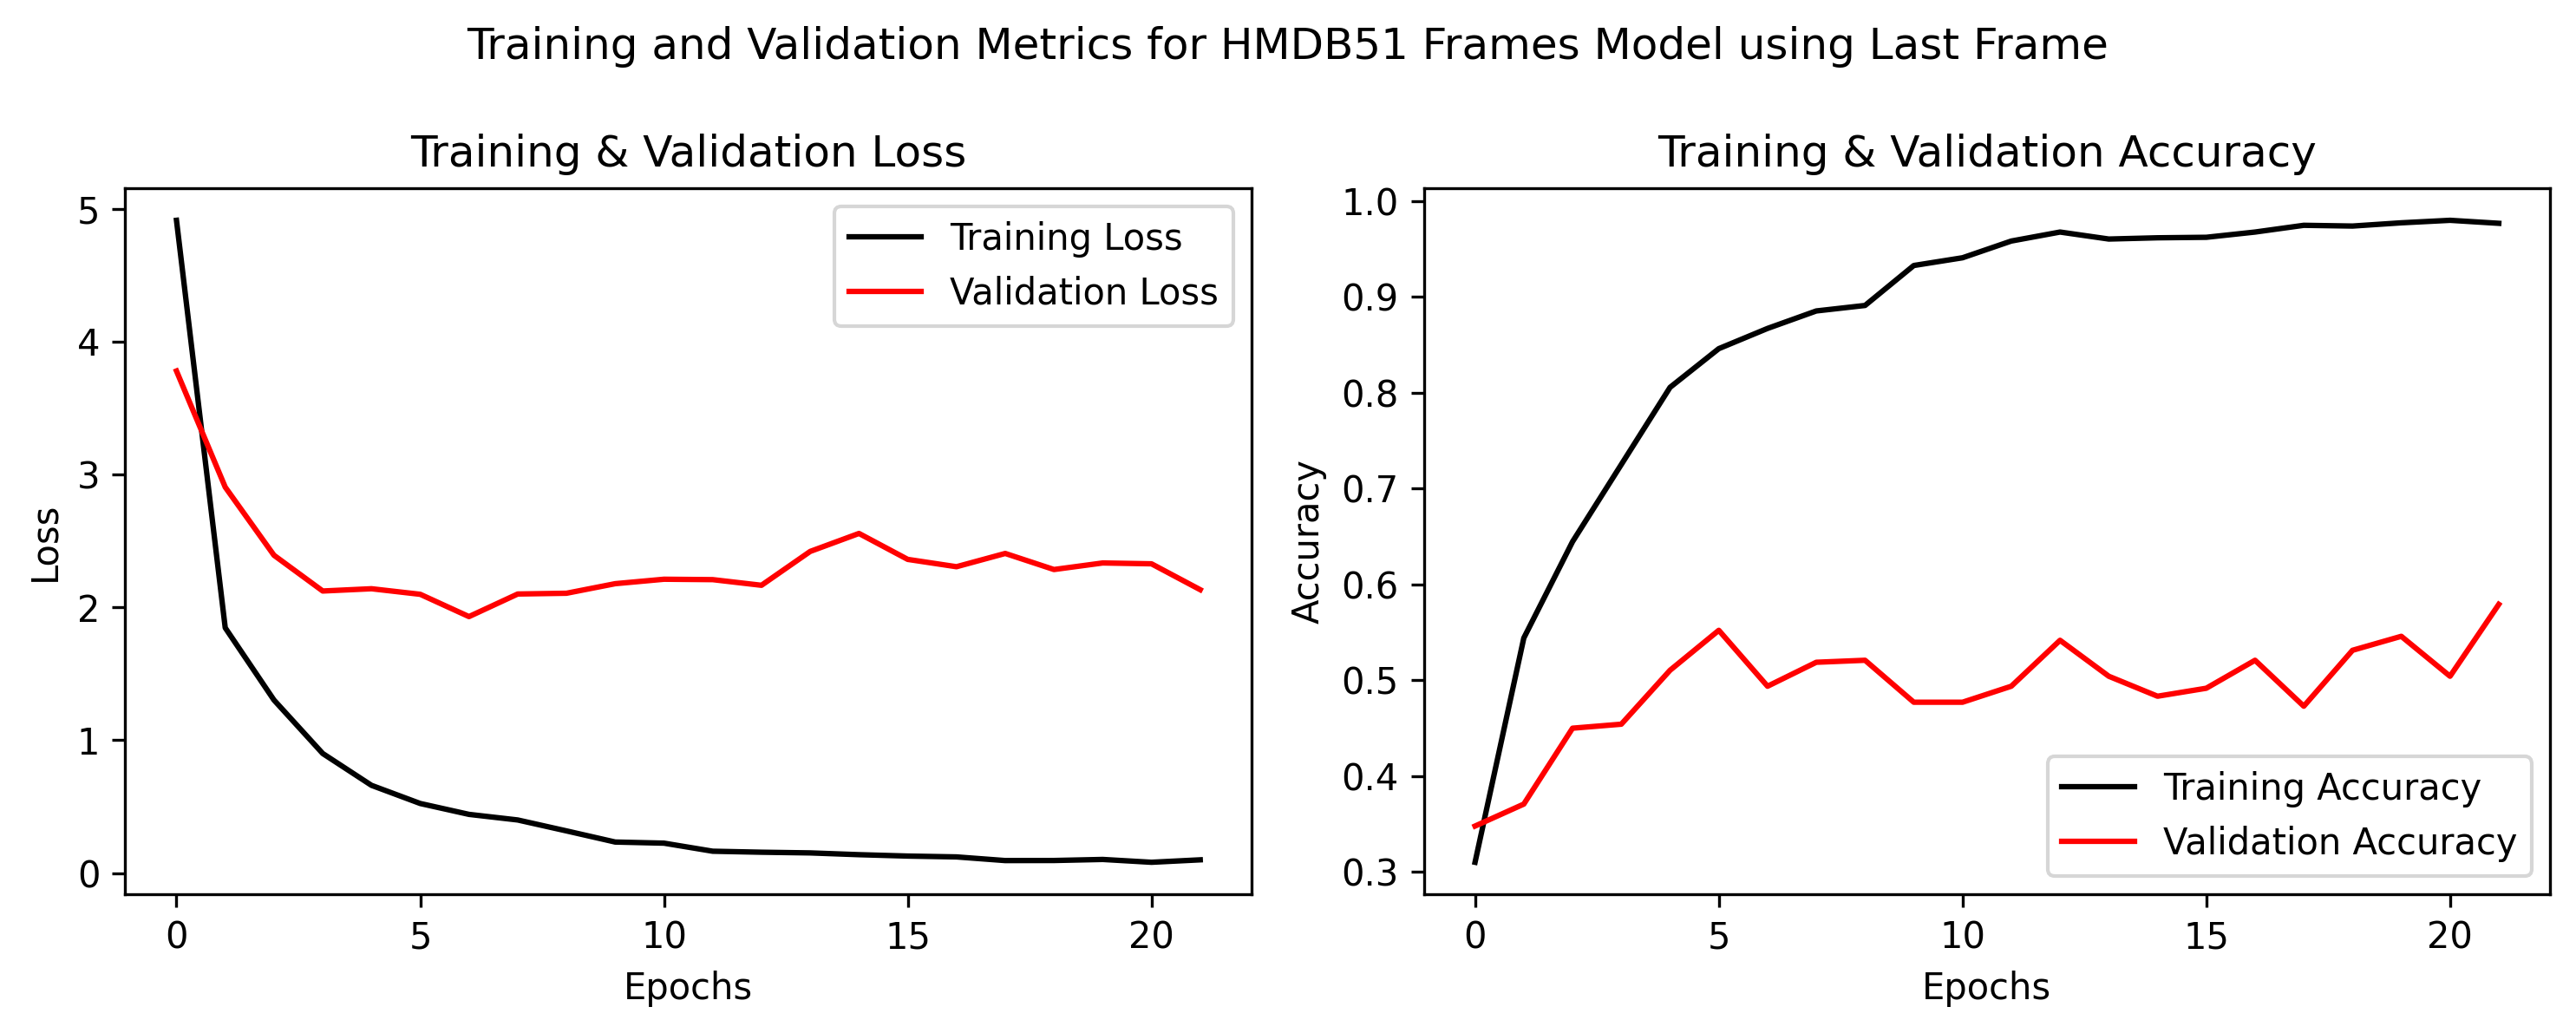 Training and Validation Metrics for HMDB51 Frames Model using Last Frame
Training & Validation Loss
5
4
3
2
1
0
Loss
0 5 10 15 20
Epochs
Training Loss
Validation Loss
Training & Validation Accuracy
1.0
0.9
0.8
0.7
0.6
0.5
0.4
0.3
Accuracy
0 5 10 15 20
Epochs
Training Accuracy
Validation Accuracy